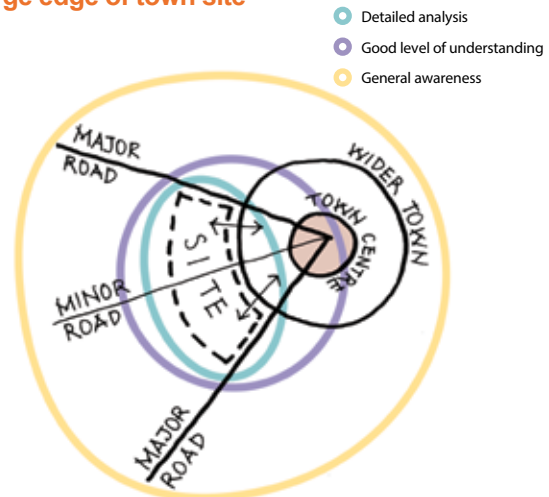 ge edge of town site
Detailed analysis
Good level of understanding
General awareness
MAJOR
ROAD
WIDER TOWN
TOWN CENTRE
SITE
MINOR
ROAD
MAJOR
ROAD